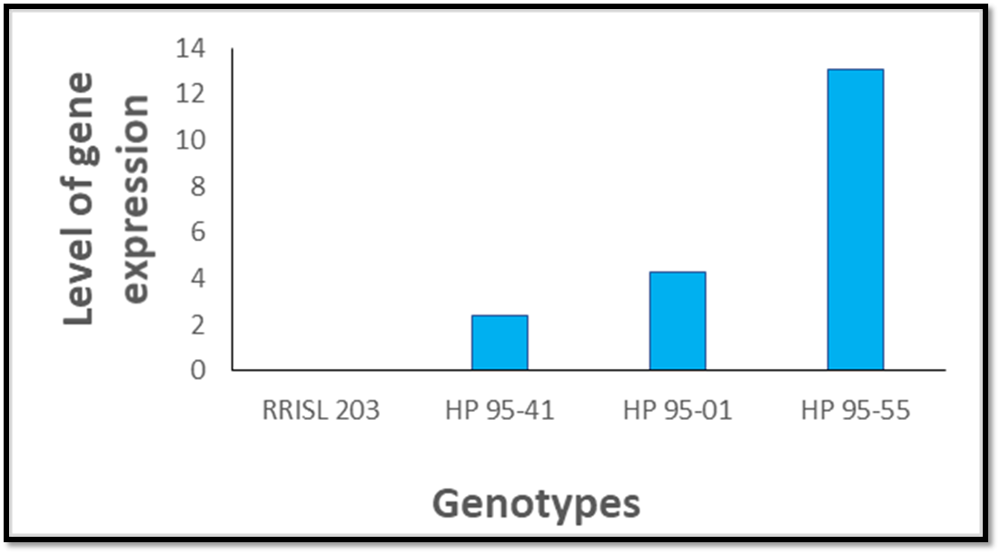 Level of gene
expression
14
12
10
8
6
4
2
0
RRISL 203 HP 95-41 HP 95-01 HP 95-55
Genotypes